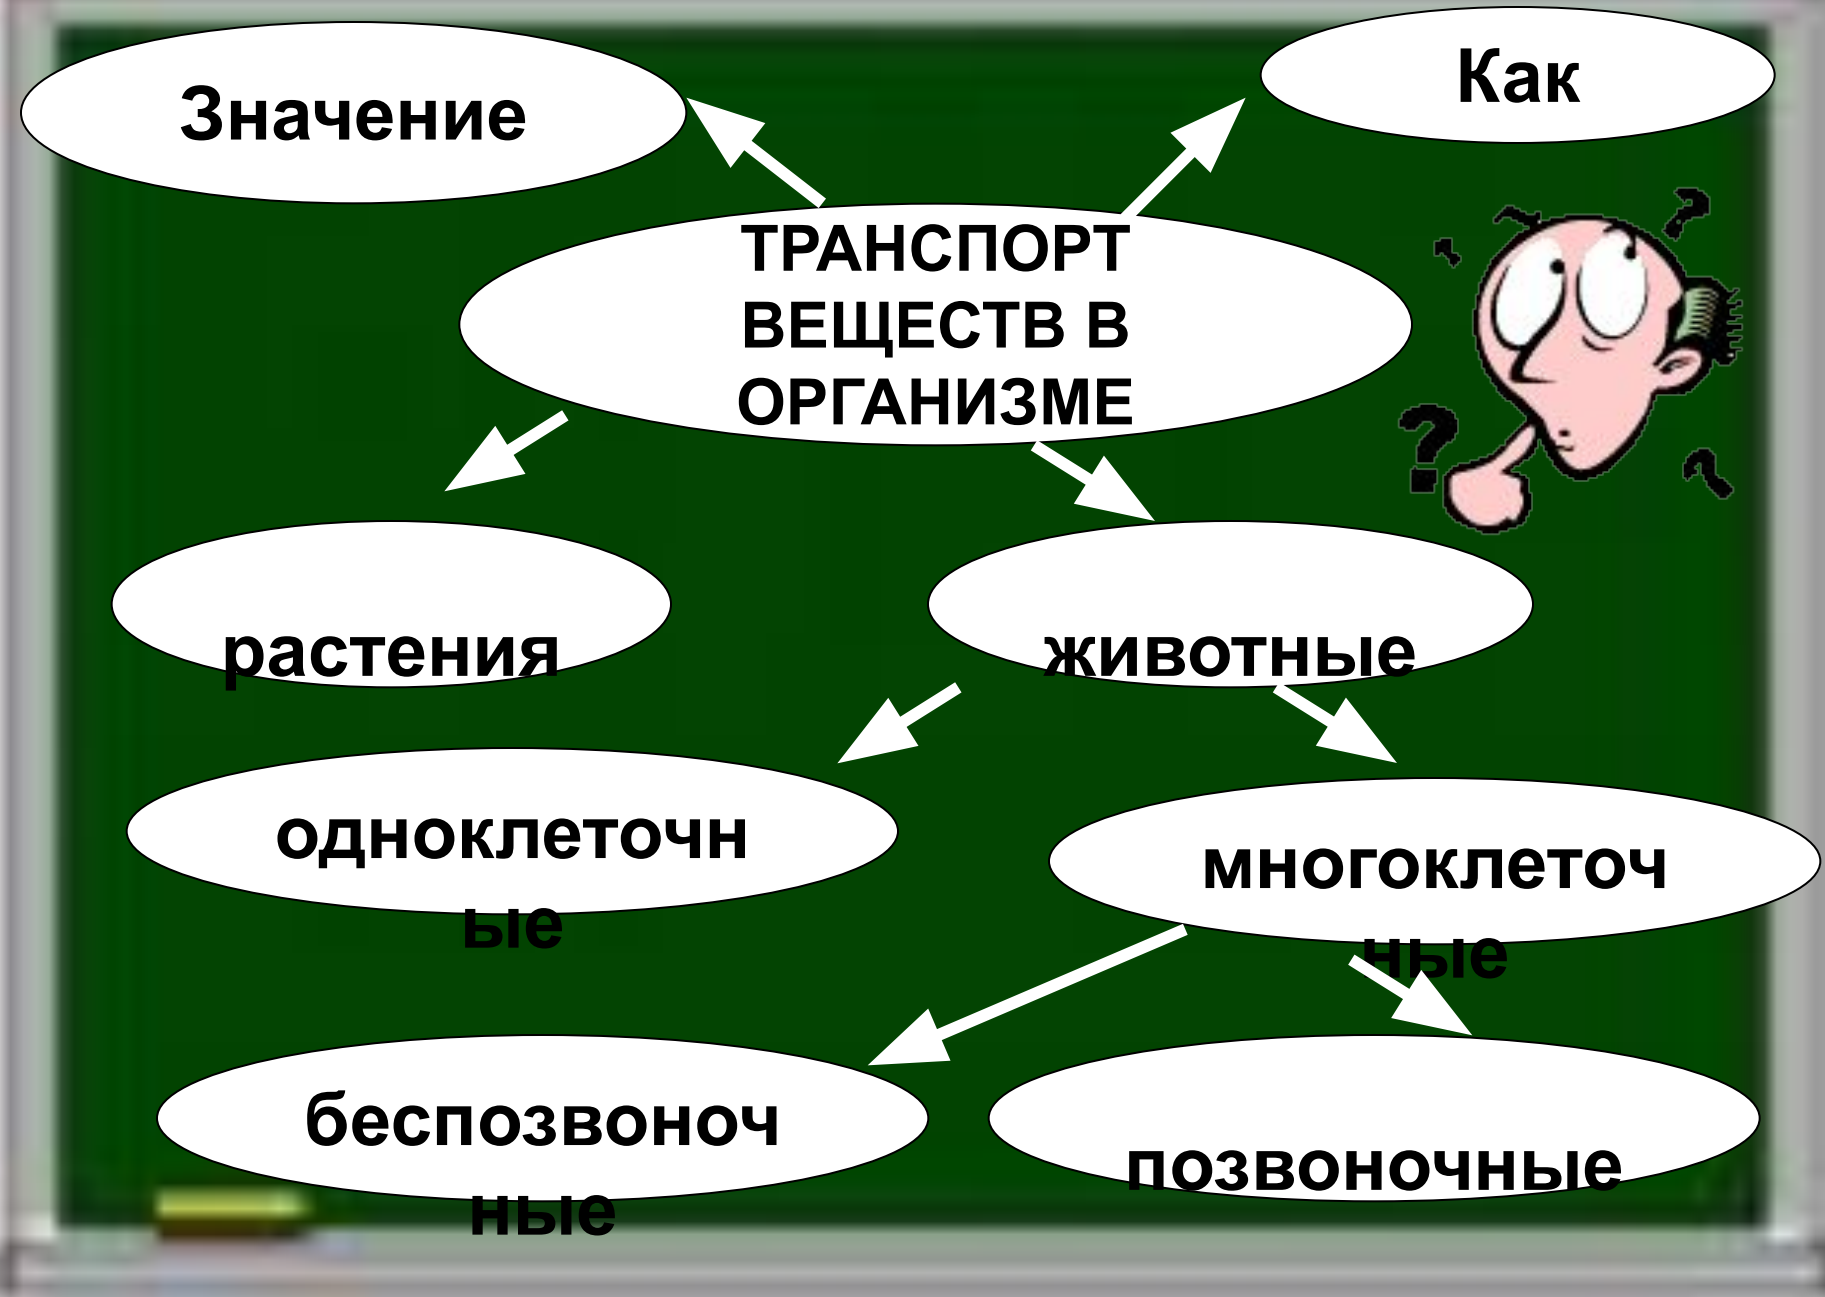 Значение
Как
ТРАНСПОРТ
ВЕЩЕСТВ В
ОРГАНИЗМЕ
растения
животные
одноклеточн
ые
многоклеточ
ные
беспозвоноч
ные
позвоночные